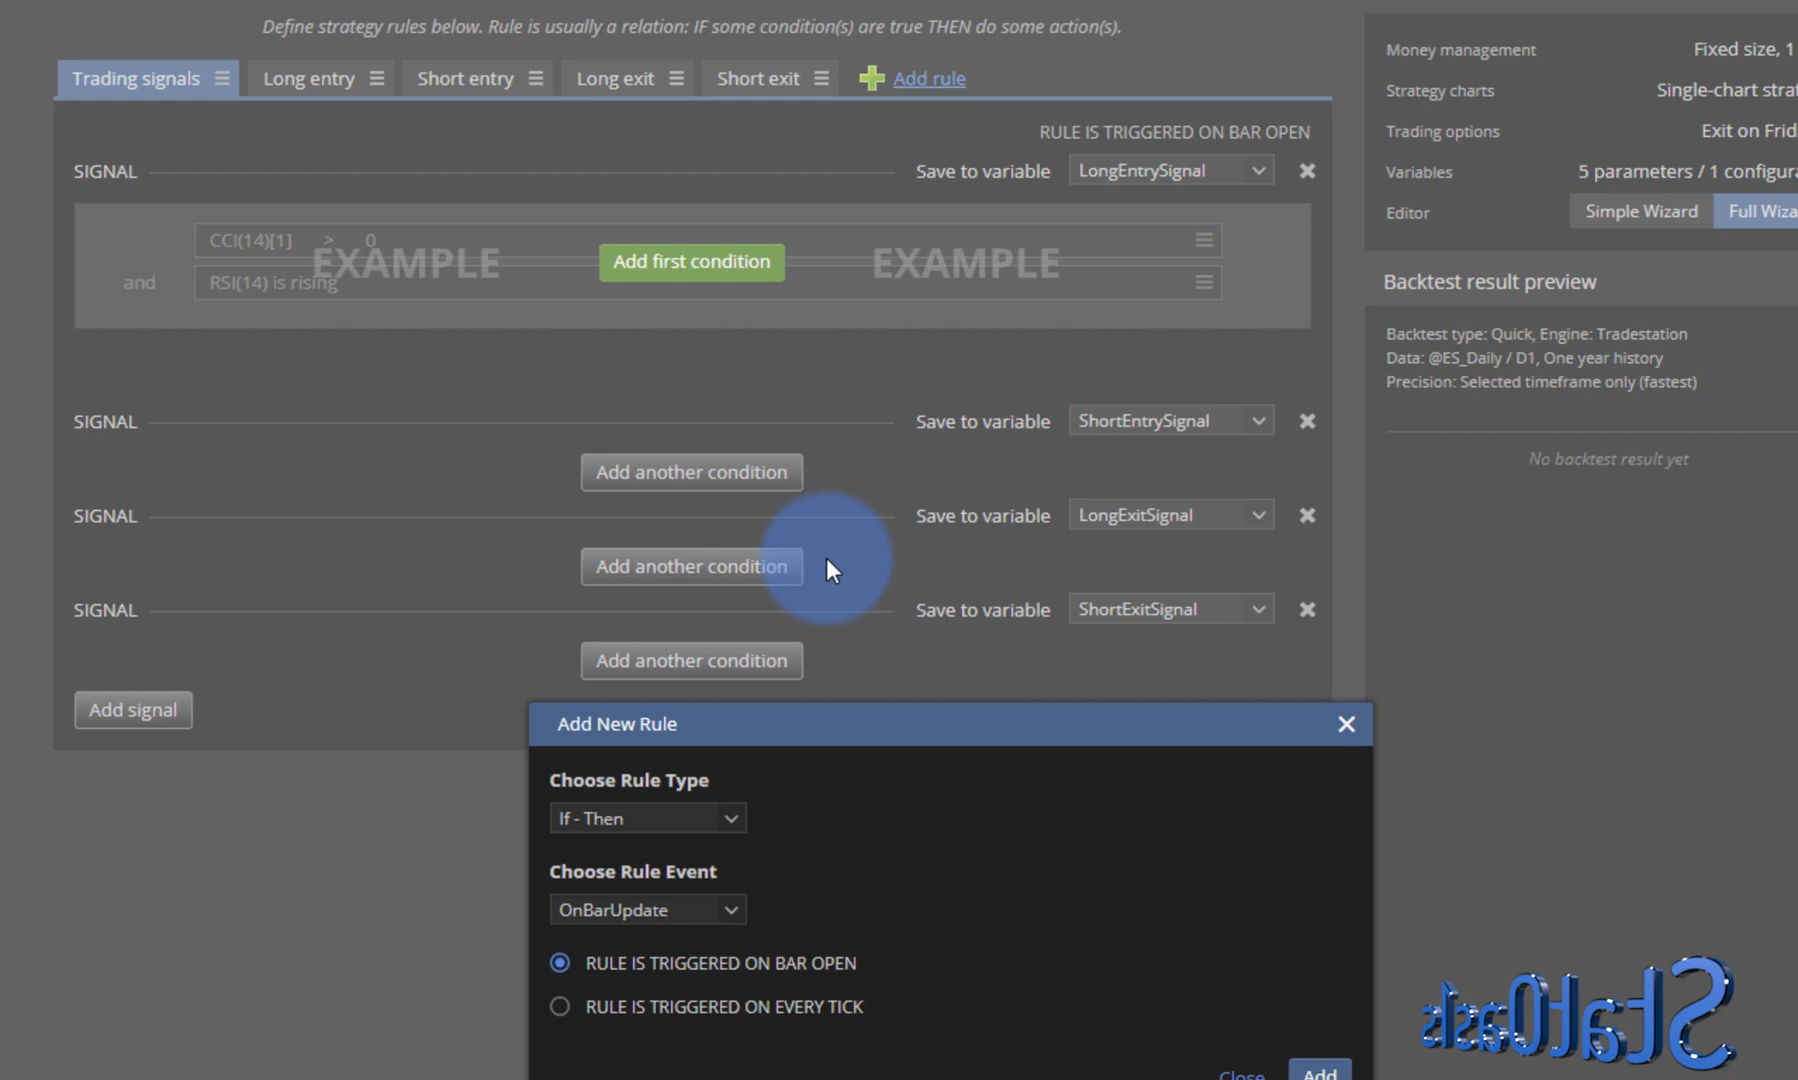 Define strategy rules below. Rule is usually a relation: IF some condition(s) are true THEN do some action(s).
Trading signals
Long entry
Short entry
Long exit
Short exit
Add rule
RULE IS TRIGGERED ON BAR OPEN
SIGNAL
Save to variable
LongEntrySignal
CCI(14)[1] > 0
EXAMPLE
Add first condition
EXAMPLE
and
RSI(14) is rising
SIGNAL
Save to variable
ShortEntrySignal
Add another condition
SIGNAL
Save to variable
LongExitSignal
Add another condition
SIGNAL
Save to variable
ShortExitSignal
Add another condition
Add signal
Money management
Fixed size, 1
Strategy charts
Single-chart strat
Trading options
Exit on Frid
Variables
5 parameters / 1 configura
Editor
Simple Wizard
Full Wiza
Backtest result preview
Backtest type: Quick, Engine: Tradestation
Data: @ES_Daily / D1, One year history
Precision: Selected timeframe only (fastest)
No backtest result yet
Add New Rule
Choose Rule Type
If - Then
Choose Rule Event
OnBarUpdate
RULE IS TRIGGERED ON BAR OPEN
RULE IS TRIGGERED ON EVERY TICK
Close
Add
StatOasis